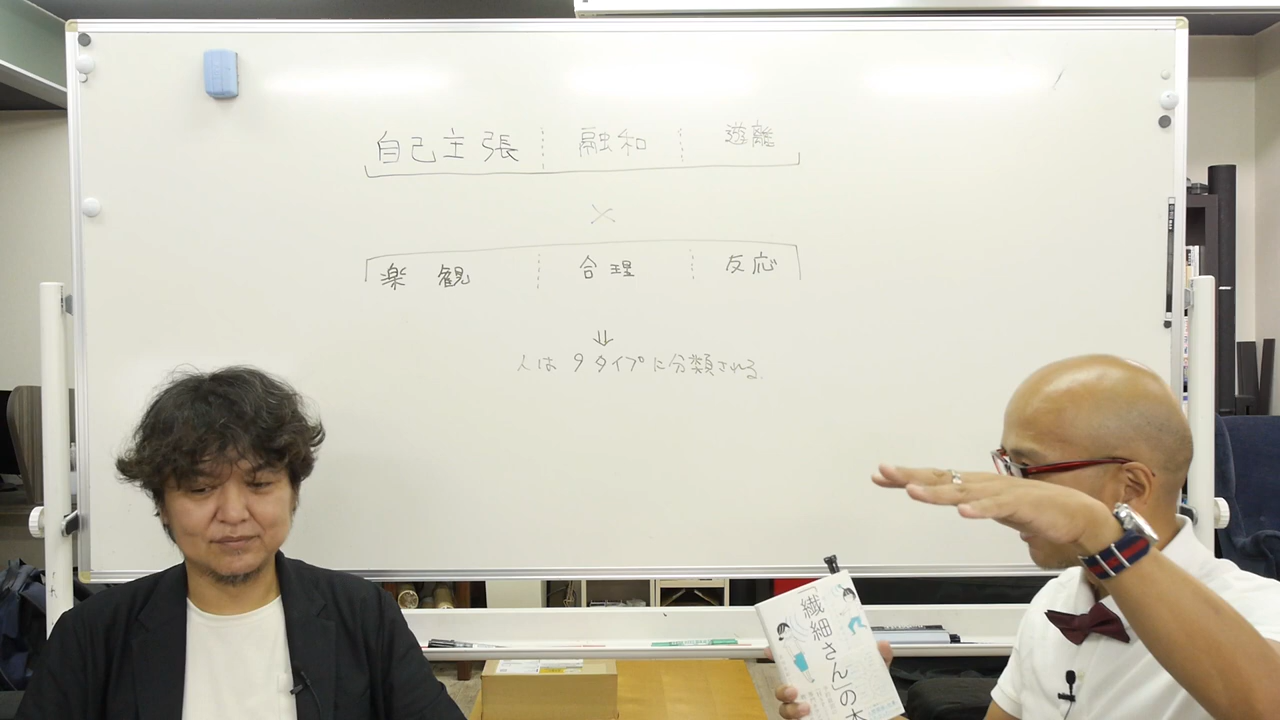 自己主張 融和 遊離
×
楽観 合理 反応
⇓
人は9タイプに分類される.
「繊細さん」の本